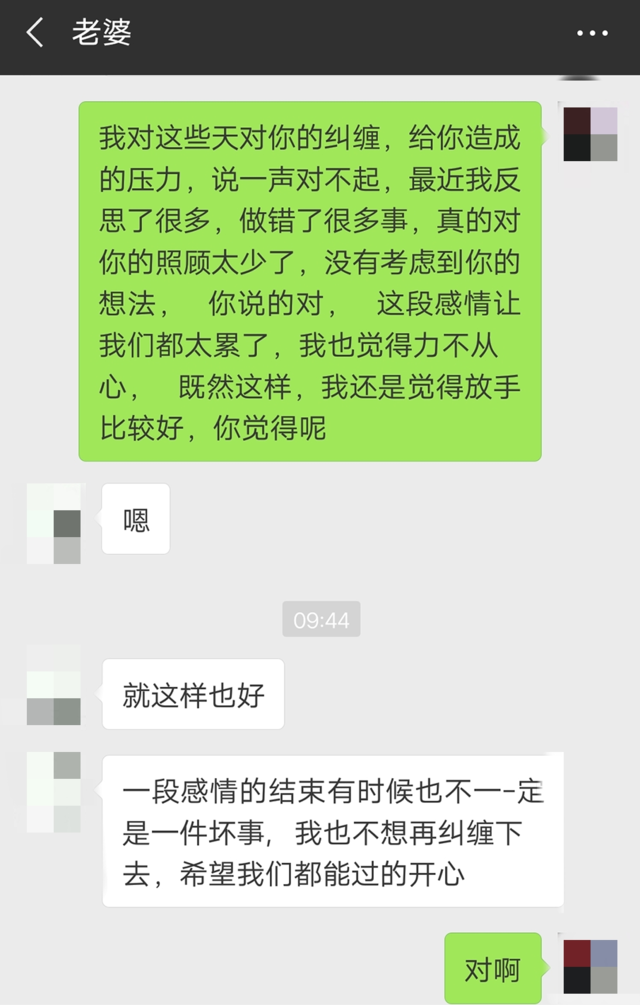 老婆
我对这些天对你的纠缠，给你造成
的压力，说一声对不起，最近我反
思了很多，做错了很多事，真的对
你的照顾太少了，没有考虑到你的
想法， 你说的对， 这段感情让
我们都太累了，我也觉得力不从
心， 既然这样，我还是觉得放手
比较好，你觉得呢
嗯
09:44
就这样也好
一段感情的结束有时候也不一-定
是一件坏事, 我也不想再纠缠下
去，希望我们都能过的开心
对啊